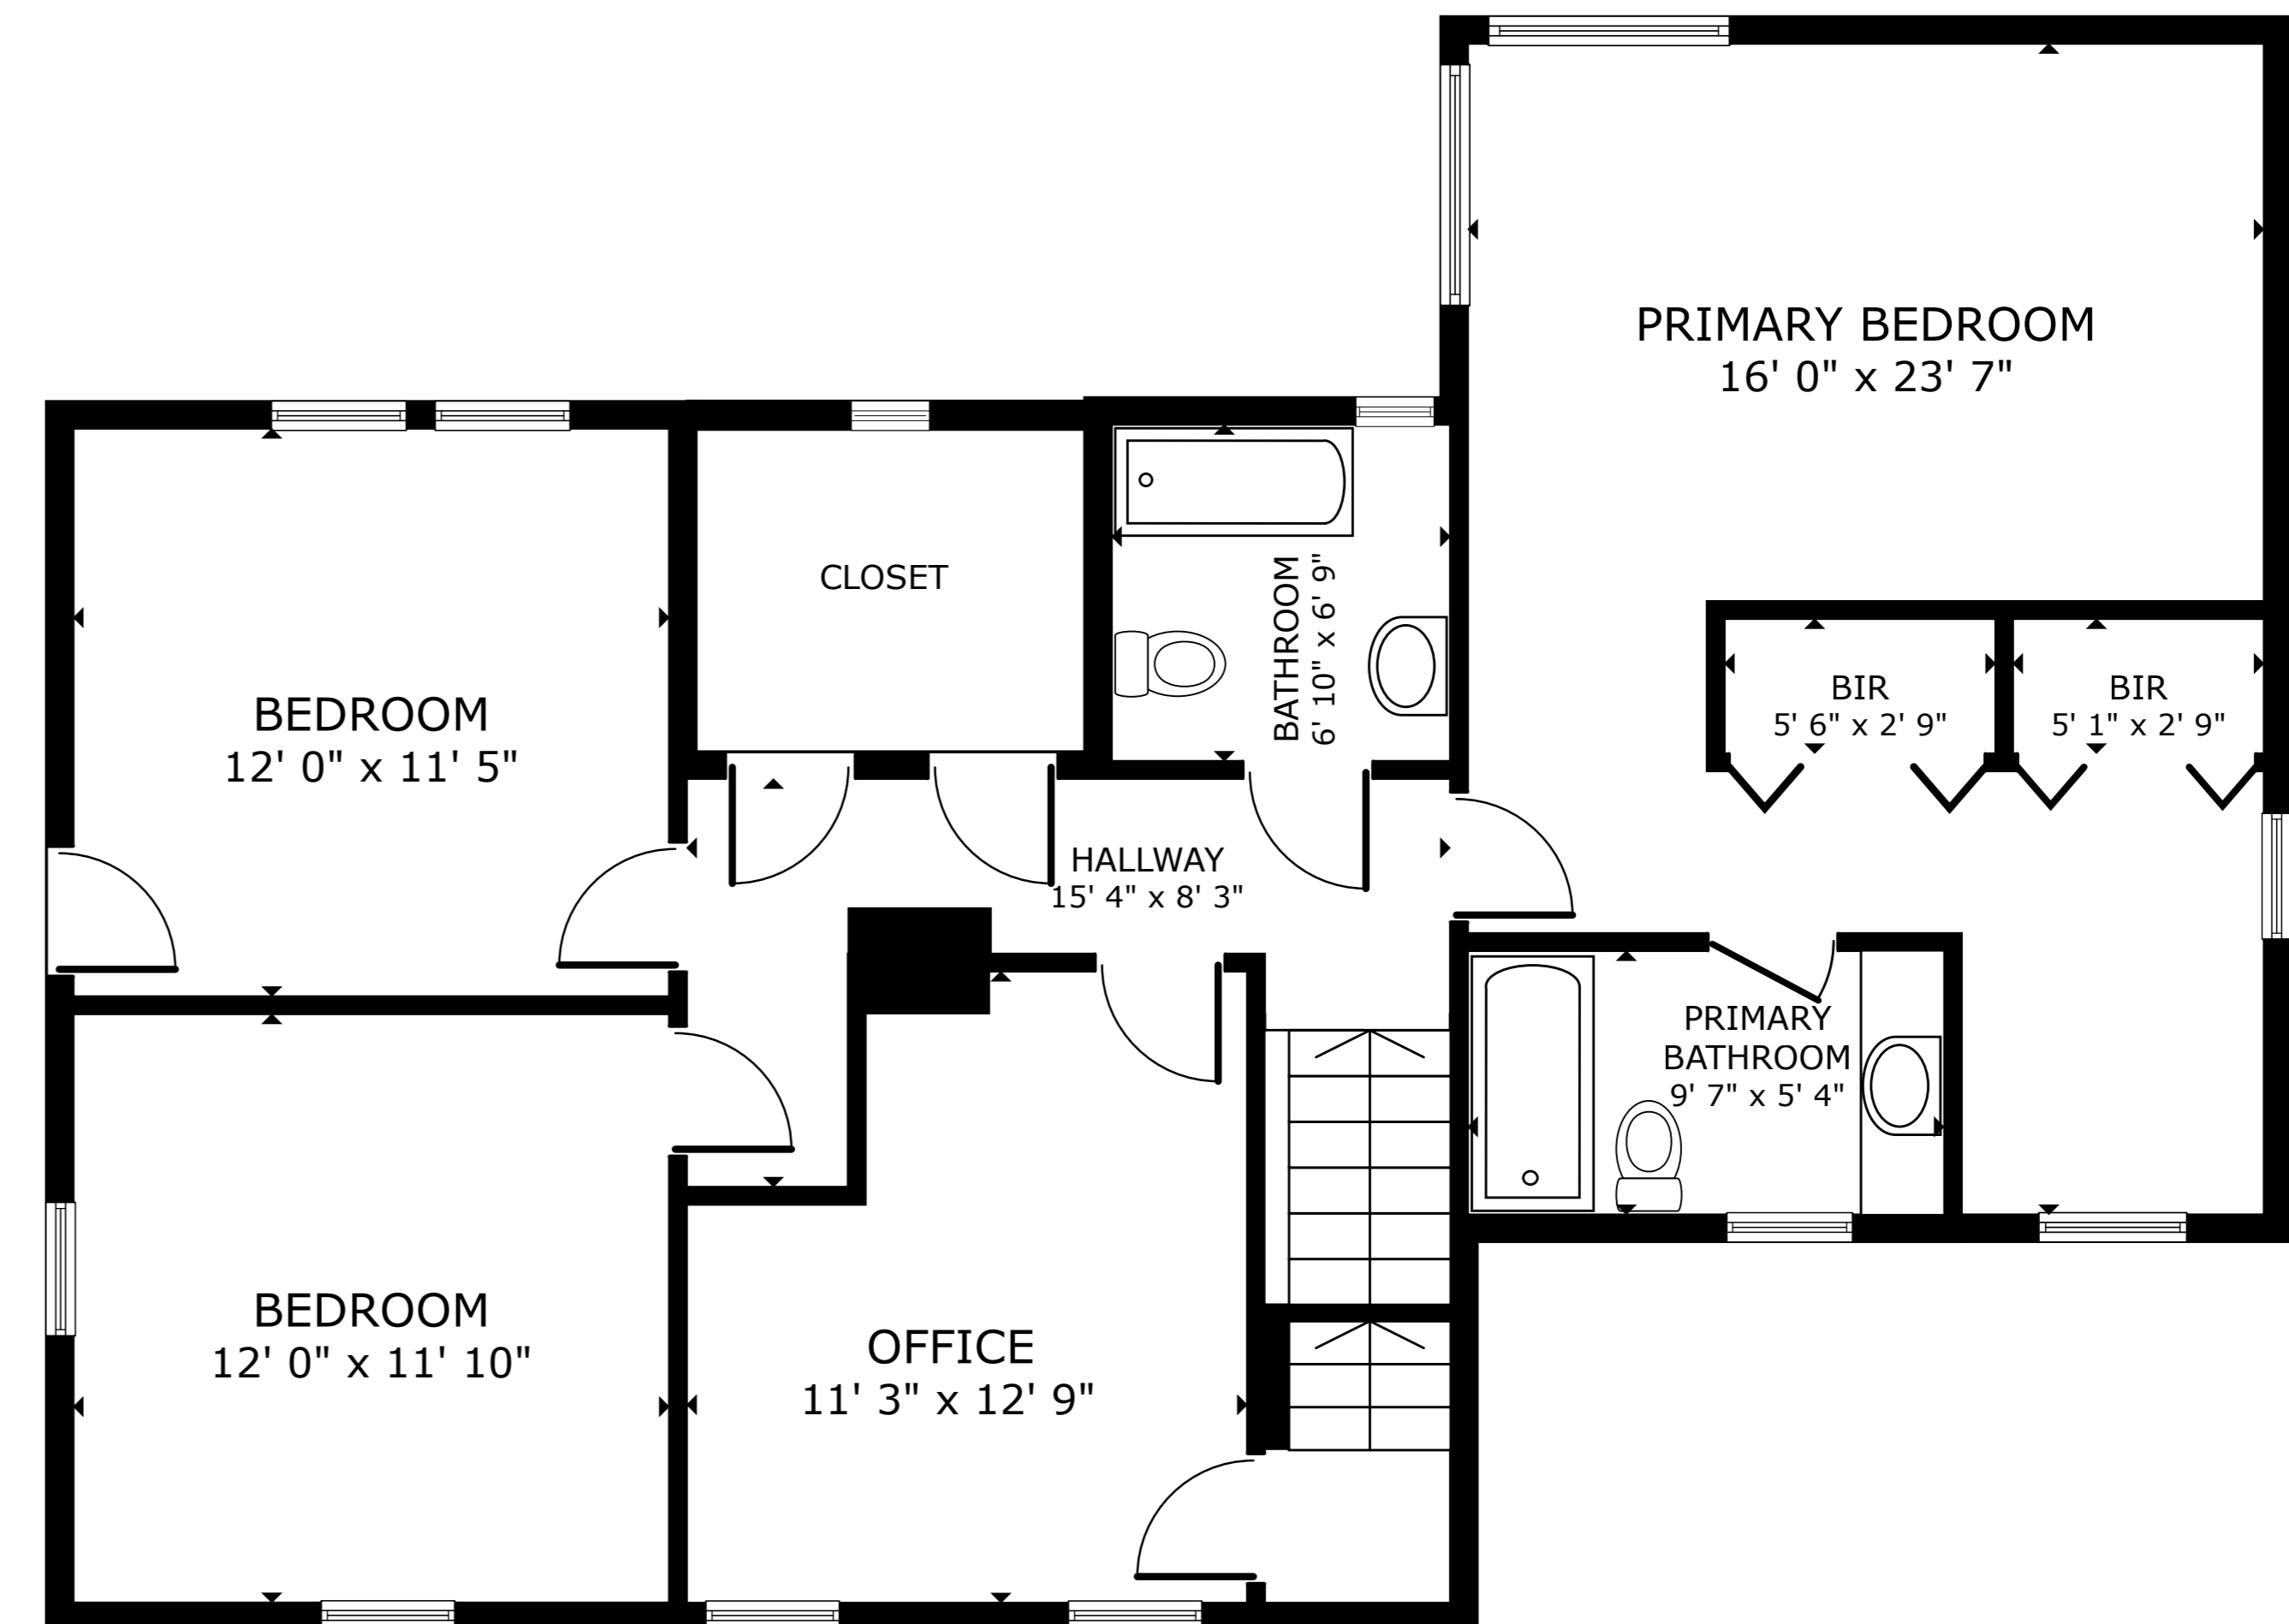 PRIMARY BEDROOM
16' 0" x 23' 7"
CLOSET
BATHROOM
6' 10" x 6' 9"
BEDROOM
12' 0" x 11' 5"
BIR
5' 6" x 2' 9"
BIR
5' 1" x 2' 9"
HALLWAY
15' 4" x 8' 3"
PRIMARY
BATHROOM
9' 7" x 5' 4"
BEDROOM
12' 0" x 11' 10"
OFFICE
11' 3" x 12' 9"